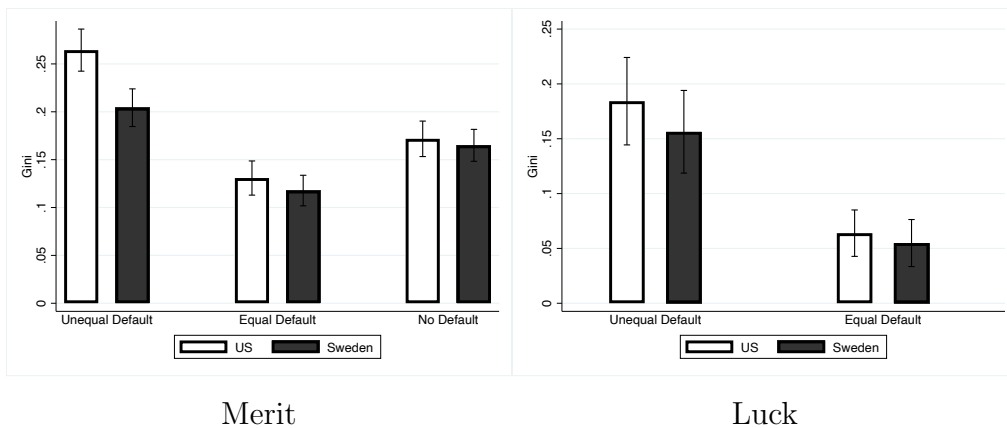 Gini
0 .05 .1 .15 .2 .25
Unequal Default Equal Default No Default
US Sweden
Merit
Gini
0 .05 .1 .15 .2 .25
Unequal Default Equal Default
US Sweden
Luck